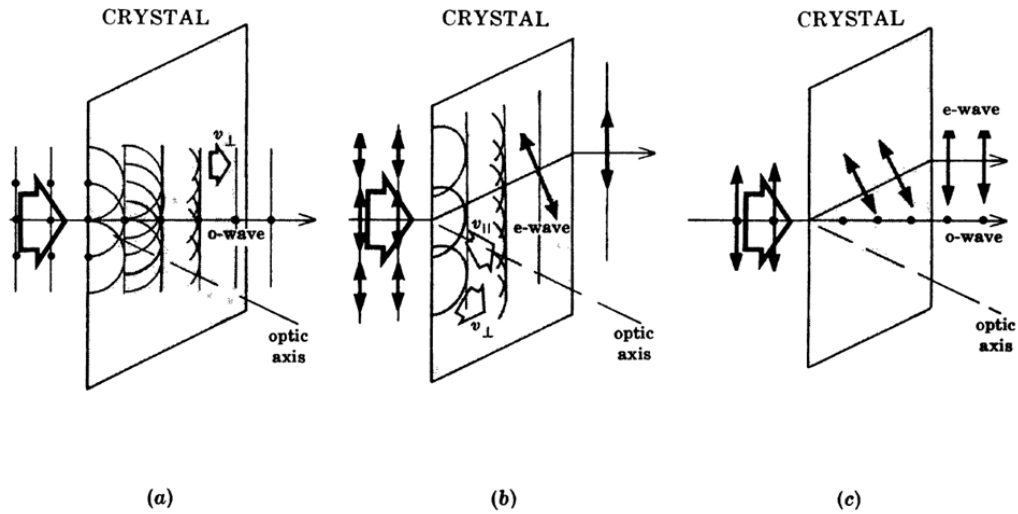 CRYSTAL
v⊥
o-wave
optic
axis
(a)
CRYSTAL
v||
e-wave
v⊥
optic
axis
(b)
CRYSTAL
e-wave
o-wave
optic
axis
(c)